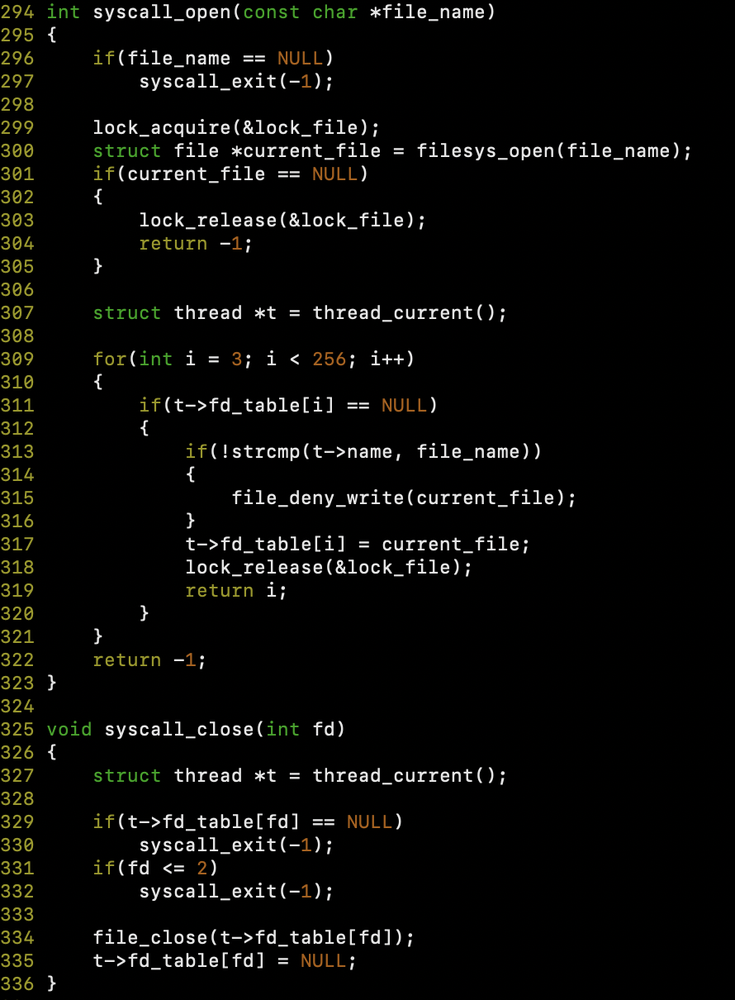 294 int syscall_open(const char *file_name)
295 {
296     if(file_name == NULL)
297         syscall_exit(-1);
298
299     lock_acquire(&lock_file);
300     struct file *current_file = filesys_open(file_name);
301     if(current_file == NULL)
302     {
303         lock_release(&lock_file);
304         return -1;
305     }
306
307     struct thread *t = thread_current();
308
309     for(int i = 3; i < 256; i++)
310     {
311         if(t->fd_table[i] == NULL)
312         {
313             if(!strcmp(t->name, file_name))
314             {
315                 file_deny_write(current_file);
316             }
317             t->fd_table[i] = current_file;
318             lock_release(&lock_file);
319             return i;
320         }
321     }
322     return -1;
323 }
324
325 void syscall_close(int fd)
326 {
327     struct thread *t = thread_current();
328
329     if(t->fd_table[fd] == NULL)
330         syscall_exit(-1);
331     if(fd <= 2)
332         syscall_exit(-1);
333
334     file_close(t->fd_table[fd]);
335     t->fd_table[fd] = NULL;
336 }